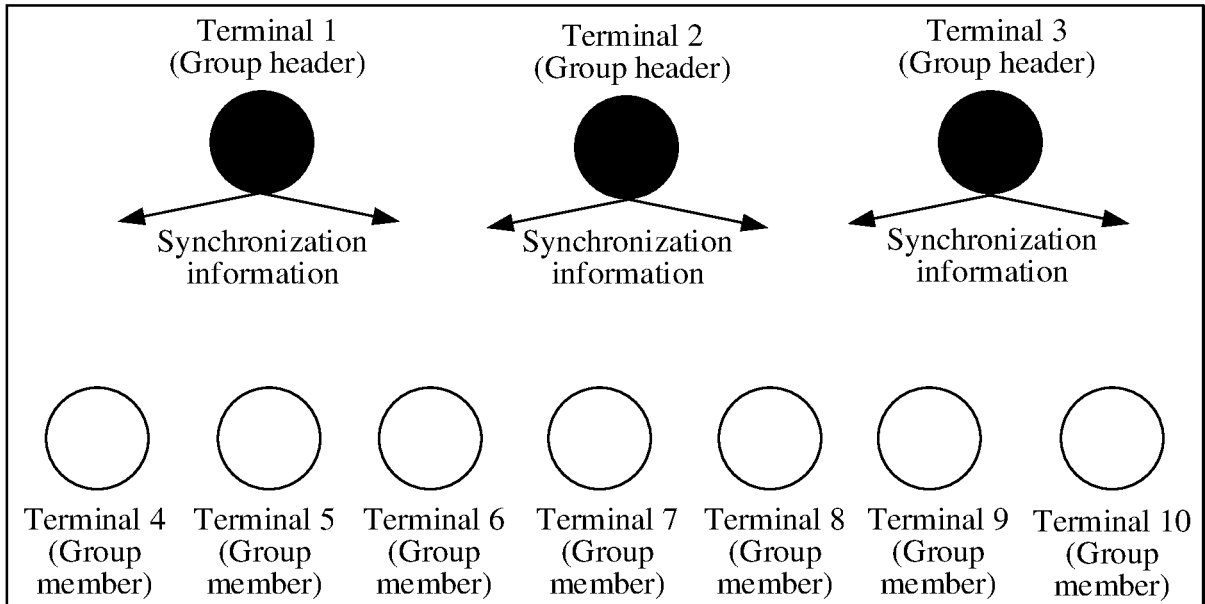 Terminal 1
(Group header)
Terminal 2
(Group header)
Terminal 3
(Group header)
Synchronization
information
Synchronization
information
Synchronization
information
Terminal 4
(Group
member)
Terminal 5
(Group
member)
Terminal 6
(Group
member)
Terminal 7
(Group
member)
Terminal 8
(Group
member)
Terminal 9
(Group
member)
Terminal 10
(Group
member)